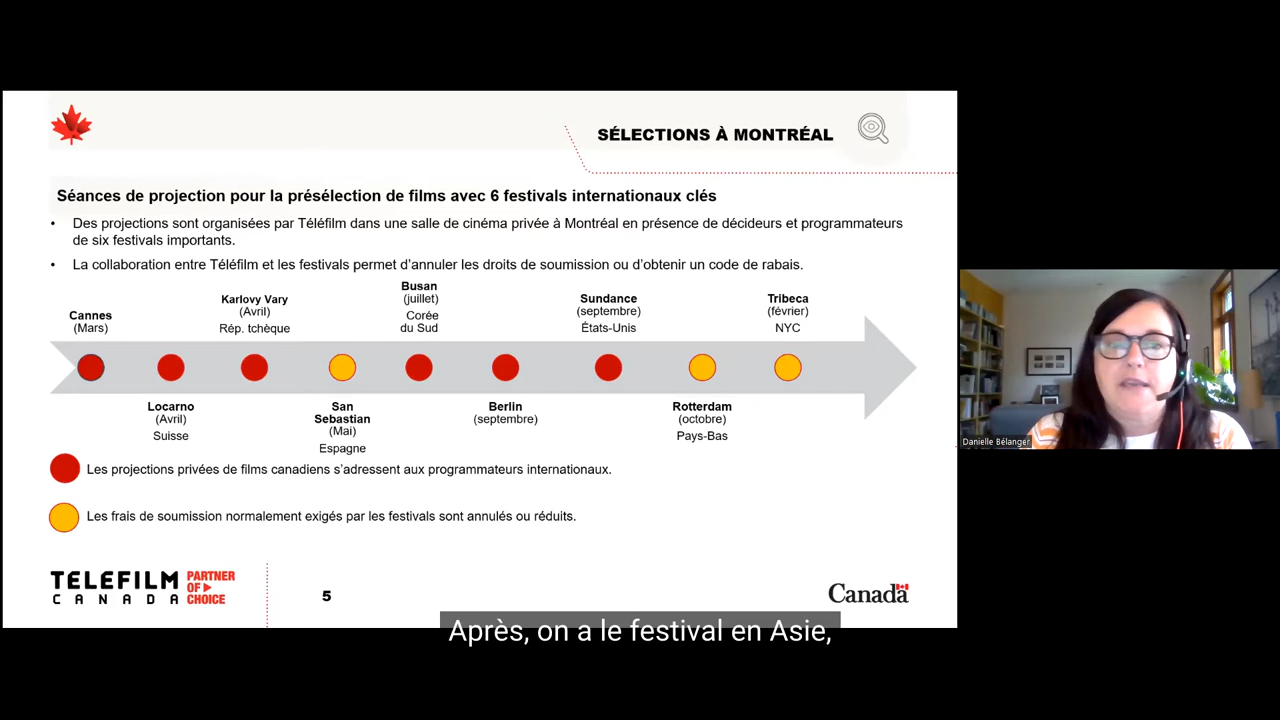 SÉLECTIONS À MONTRÉAL
Séances de projection pour la présélection de films avec 6 festivals internationaux clés
• Des projections sont organisées par Téléfilm dans une salle de cinéma privée à Montréal en présence de décideurs et programmateurs
de six festivals importants.
• La collaboration entre Téléfilm et les festivals permet d'annuler les droits de soumission ou d'obtenir un code de rabais.
Cannes
(Mars)
Locarno
(Avril)
Suisse
Karlovy Vary
(Avril)
Rép. tchèque
San
Sebastian
(Mai)
Espagne
Busan
(juillet)
Corée
du Sud
Berlin
(septembre)
Sundance
(septembre)
États-Unis
Rotterdam
(octobre)
Pays-Bas
Tribeca
(février)
NYC
Les projections privées de films canadiens s'adressent aux programmateurs internationaux.
Les frais de soumission normalement exigés par les festivals sont annulés ou réduits.
TELEFILM
CANADA
PARTNER
OF
CHOICE
5
Canada
Danielle Bélanger
Après, on a le festival en Asie,